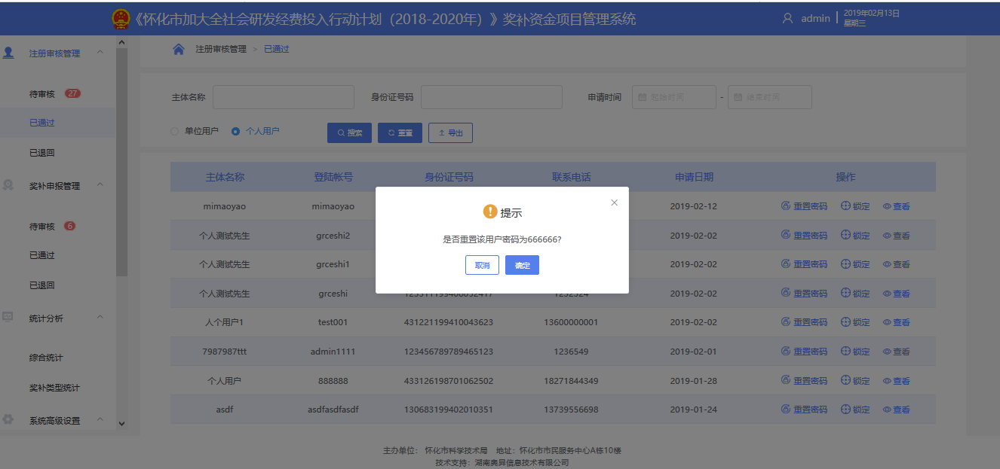 《怀化市加大全社会研发经费投入行动计划（2018-2020年）》奖补资金项目管理系统
admin
2019年02月13日
星期三
注册审核管理
待审核 27
已通过
已退回
奖补申报管理
待审核 6
已通过
已退回
统计分析
综合统计
奖补类型统计
系统高级设置
注册审核管理 > 已通过
主体名称 身份证号码 申请时间 起始时间 - 结束时间
单位用户 个人用户 搜索 重置 导出
主体名称 登陆帐号 身份证号码 联系电话 申请日期 操作
mimaoyao mimaoyao 2019-02-12 重置密码 锁定 查看
个人测试先生 grceshi2 2019-02-02 重置密码 锁定 查看
个人测试先生 grceshi1 2019-02-02 重置密码 锁定 查看
个人测试先生 grceshi 2019-02-02 重置密码 锁定 查看
人个用户1 test001 431221199410043623 13600000001 2019-02-02 重置密码 锁定 查看
7987987ttt admin1111 123456789789465123 1236549 2019-02-01 重置密码 锁定 查看
个人用户 888888 433126198701062502 18271844349 2019-01-28 重置密码 锁定 查看
asdf asdfasdfasdf 130683199402010351 13739556698 2019-01-24 重置密码 锁定 查看
提示
是否重置该用户密码为666666?
取消 确定
主办单位： 怀化市科学技术局 地址：怀化市市民服务中心A栋10楼
技术支持：湖南奥昇信息技术有限公司